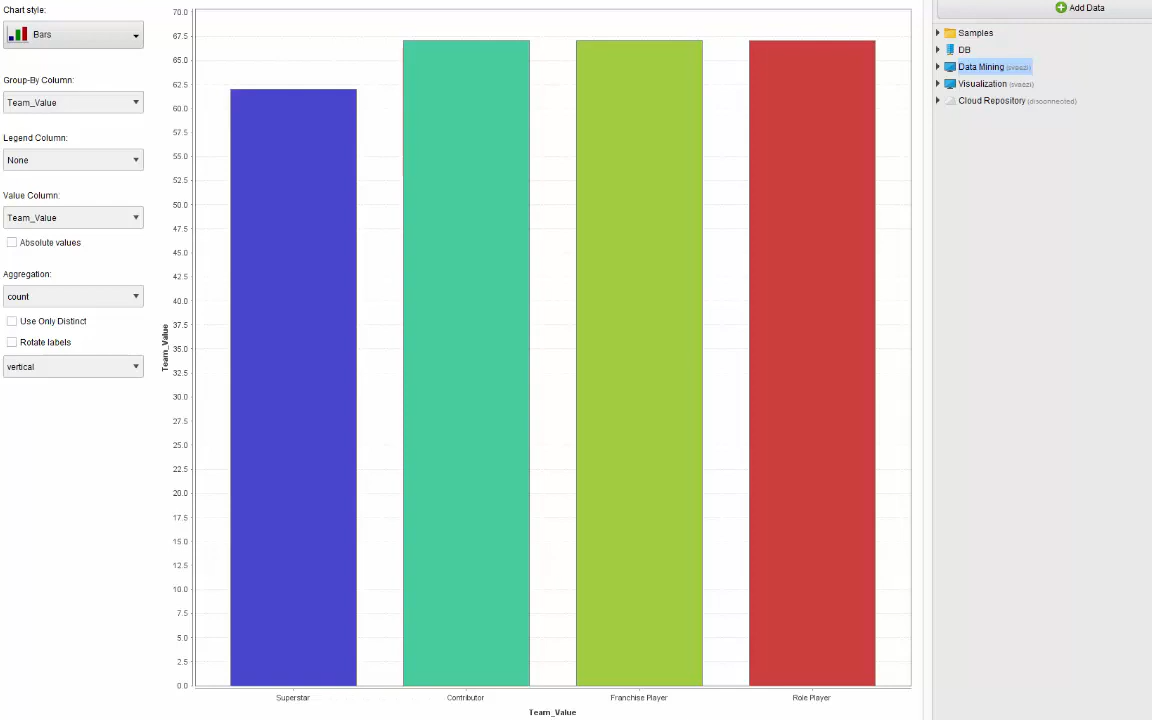 Chart style:
Bars
Group-By Column:
Team_Value
Legend Column:
None
Value Column:
Team_Value
Absolute values
Aggregation:
count
Use Only Distinct
Rotate labels
vertical
70.0
67.5
65.0
62.5
60.0
57.5
55.0
52.5
50.0
47.5
45.0
42.5
40.0
37.5
35.0
32.5
30.0
27.5
25.0
22.5
20.0
17.5
15.0
12.5
10.0
7.5
5.0
2.5
0.0
Team_Value
Superstar Contributor Franchise Player Role Player
Team_Value
Add Data
Samples
DB
Data Mining
Visualization
Cloud Repository (disconnected)